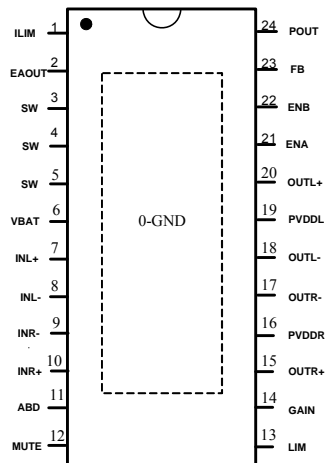 ILIM 1 24 POUT
EAOUT 2 23 FB
SW 3 22 ENB
SW 4 21 ENA
SW 5 20 OUTL+
VBAT 6 19 PVDDL
0-GND
INL+ 7 18 OUTL-
INL- 8 17 OUTR-
INR- 9 16 PVDDR
INR+ 10 15 OUTR+
ABD 11 14 GAIN
MUTE 12 13 LIM